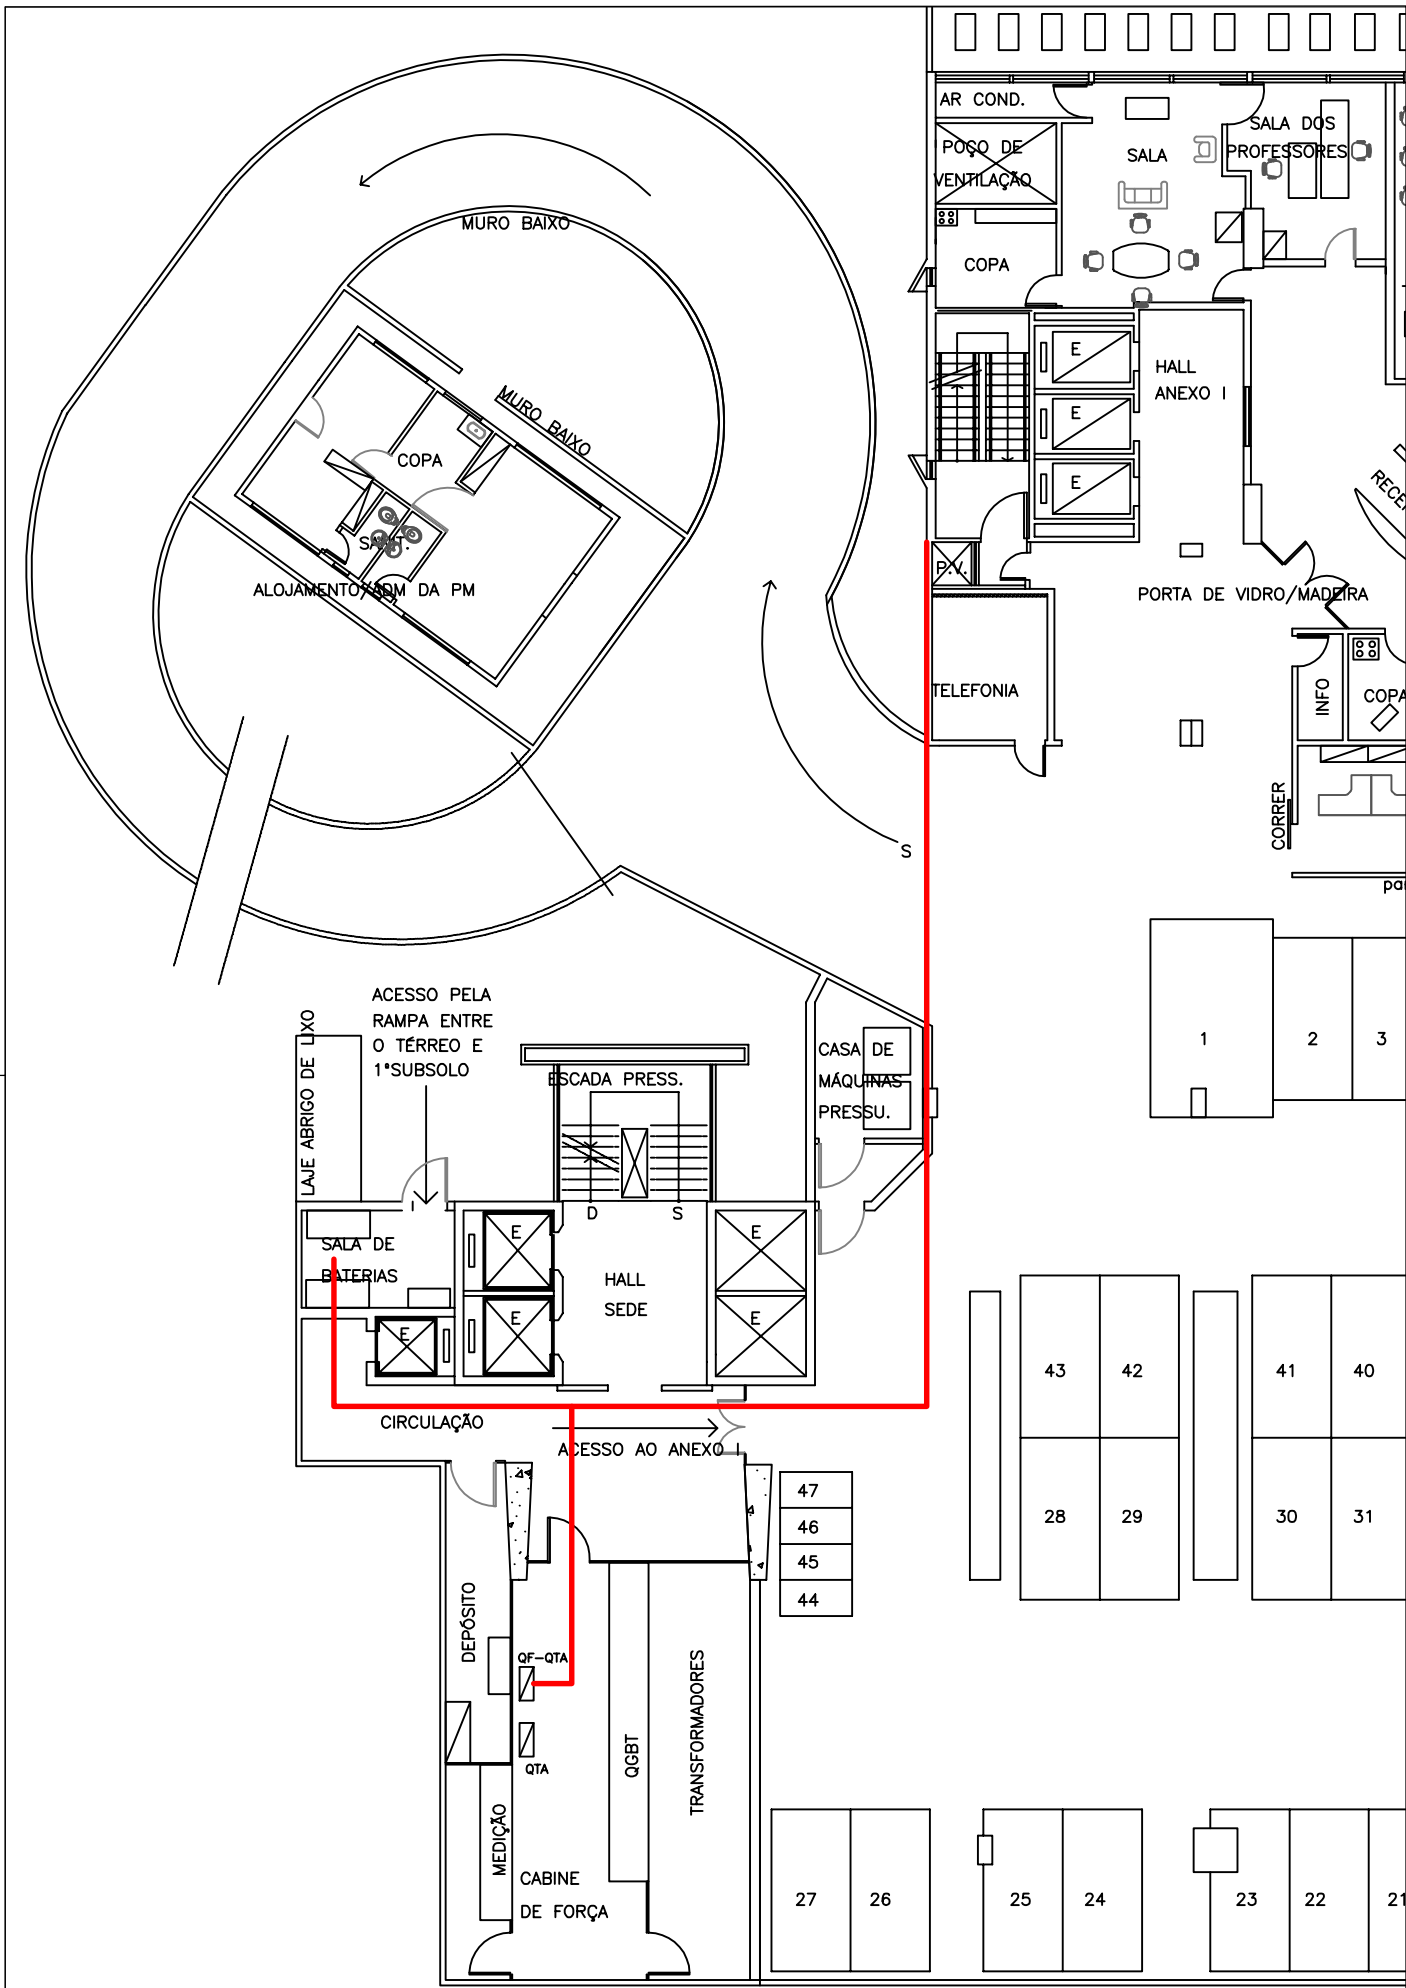 AR COND.
POÇO DE
VENTILAÇÃO
SALA
SALA DOS
PROFESSORES
COPA
MURO BAIXO
E
HALL
ANEXO I
E
E
MURO BAIXO
COPA
ALOJAMENTO/ADM DA PM
P.V.
PORTA DE VIDRO/MADEIRA
TELEFONIA
INFO
COPA
CORRER
S
ACESSO PELA
RAMPA ENTRE
O TÉRREO E
1°SUBSOLO
LAJE ABRIGO DE LIXO
ESCADA PRESS.
CASA DE
MÁQUINAS
PRESSU.
1
2
3
D
S
SALA DE
BATERIAS
E
E
E
HALL
SEDE
E
E
CIRCULAÇÃO
ACESSO AO ANEXO I
43
42
41
40
28
29
30
31
47
46
45
44
DEPÓSITO
QF-QTA
QTA
QGBT
TRANSFORMADORES
MEDIÇÃO
CABINE
DE FORÇA
27
26
25
24
23
22
21